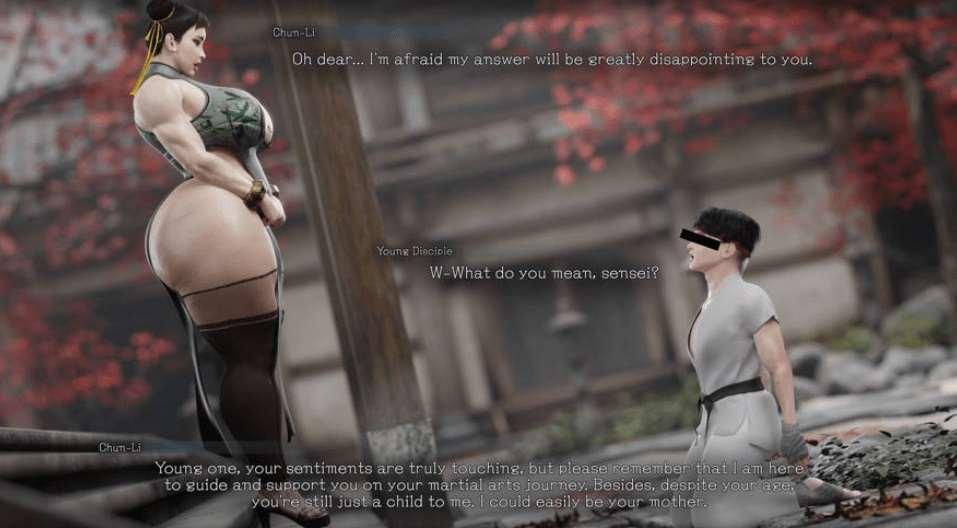 Chun-Li
Oh dear... I'm afraid my answer will be greatly disappointing to you.
Young Disciple
W-What do you mean, sensei?
Chun-Li
Young one, your sentiments are truly touching, but please remember that I am here
to guide and support you on your martial arts journey. Besides, despite your age,
you're still just a child to me. I could easily be your mother.